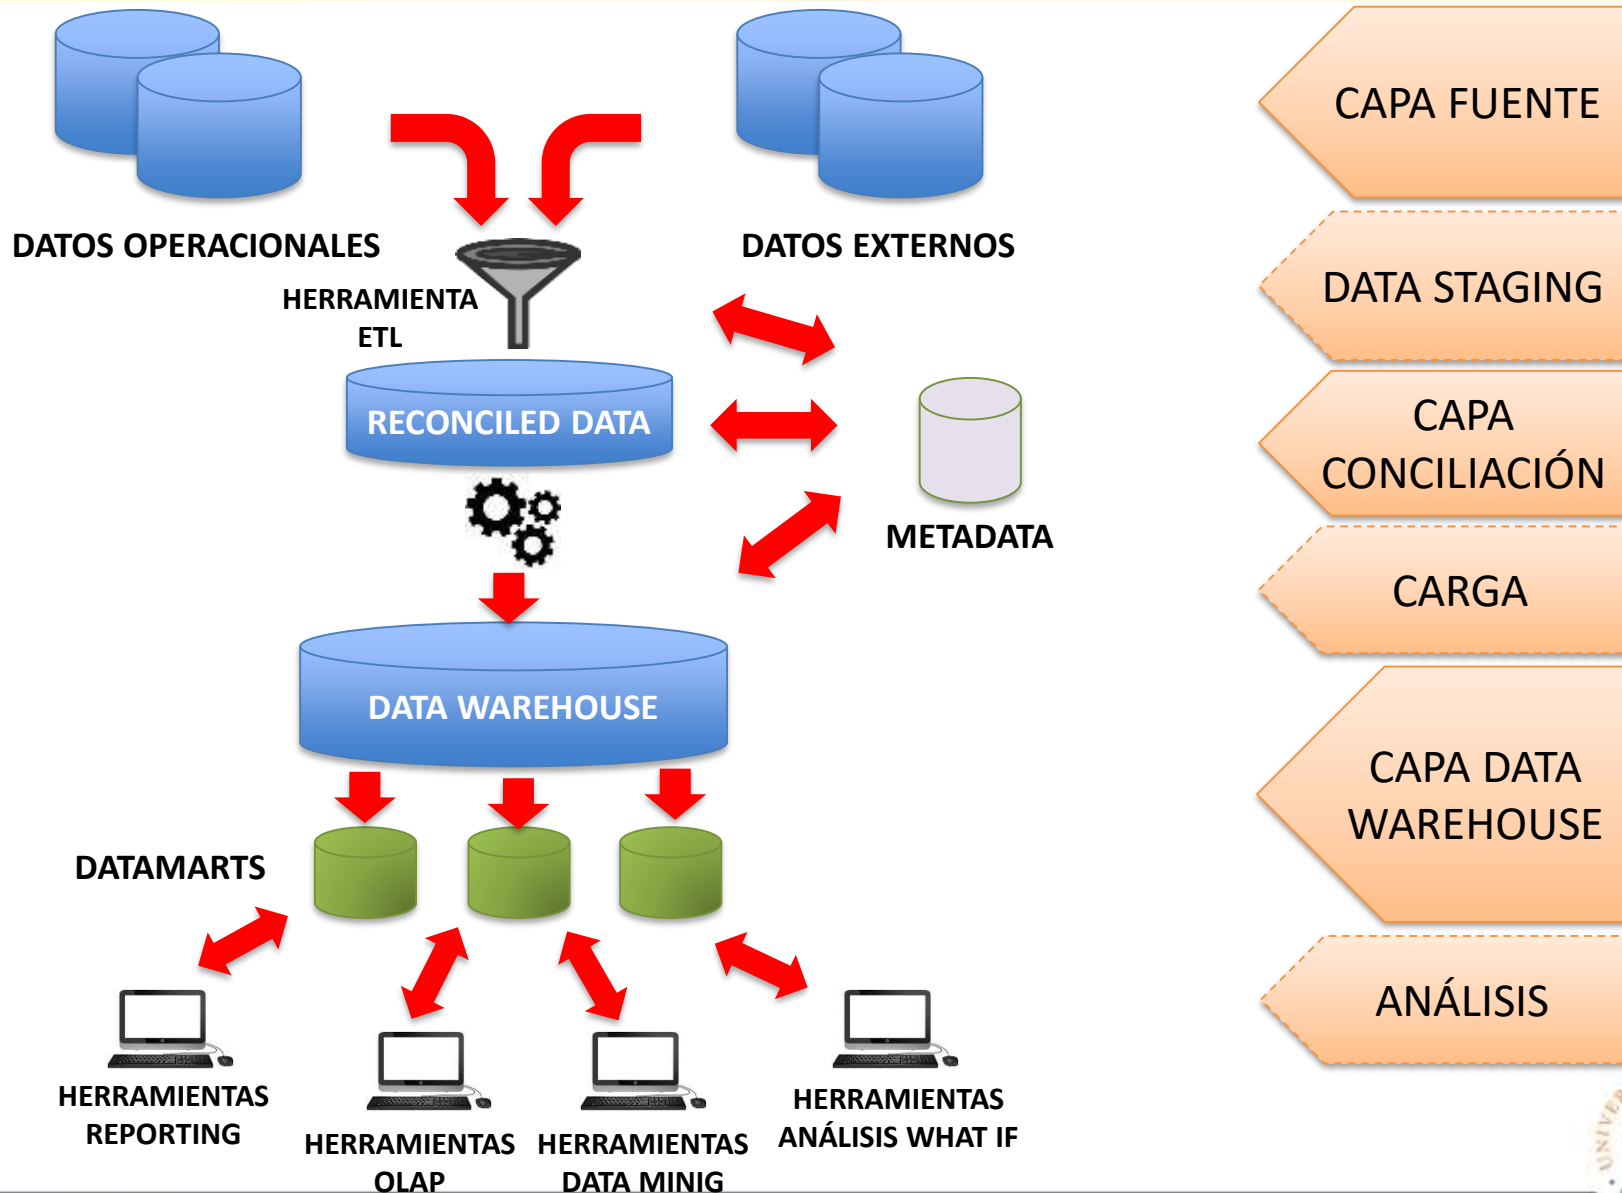 CAPA FUENTE
DATOS OPERACIONALES
DATOS EXTERNOS
HERRAMIENTA
ETL
DATA STAGING
RECONCILED DATA
CAPA
CONCILIACIÓN
METADATA
CARGA
DATA WAREHOUSE
CAPA DATA
WAREHOUSE
DATAMARTS
ANÁLISIS
HERRAMIENTAS
REPORTING
HERRAMIENTAS
OLAP
HERRAMIENTAS
DATA MINIG
HERRAMIENTAS
ANÁLISIS WHAT IF